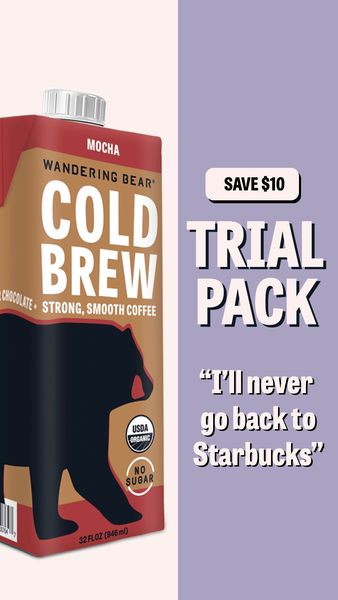 MOCHA
WANDERING BEAR®
COLD
BREW
STRONG, SMOOTH COFFEE
CHOCOLATE •
USDA
ORGANIC
NO
SUGAR
32 FL OZ (946 ml)
SAVE $10
TRIAL
PACK
“I’ll never
go back to
Starbucks”